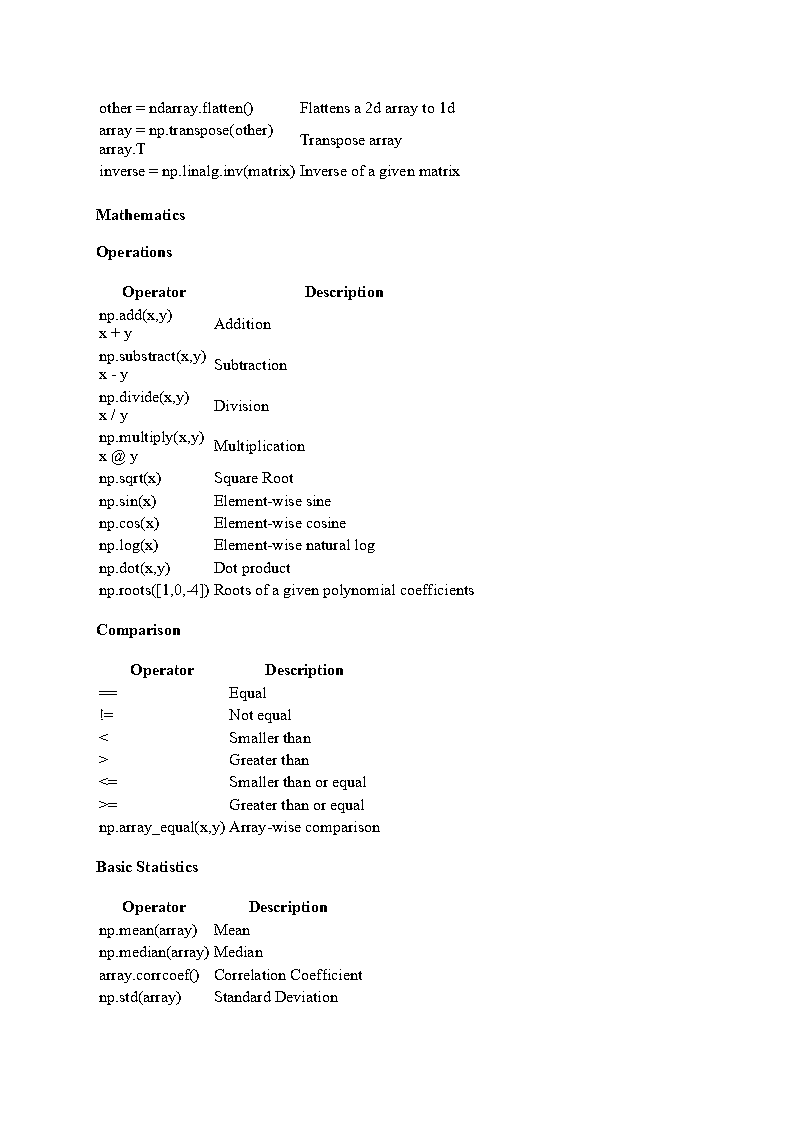 other = ndarray.flatten() Flattens a 2d array to 1d
array = np.transpose(other)
array.T Transpose array
inverse = np.linalg.inv(matrix) Inverse of a given matrix
Mathematics
Operations
Operator Description
np.add(x,y)
x + y Addition
np.substract(x,y)
x - y Subtraction
np.divide(x,y)
x / y Division
np.multiply(x,y)
x @ y Multiplication
np.sqrt(x) Square Root
np.sin(x) Element-wise sine
np.cos(x) Element-wise cosine
np.log(x) Element-wise natural log
np.dot(x,y) Dot product
np.roots([1,0,-4]) Roots of a given polynomial coefficients
Comparison
Operator Description
== Equal
!= Not equal
< Smaller than
> Greater than
<= Smaller than or equal
>= Greater than or equal
np.array_equal(x,y) Array-wise comparison
Basic Statistics
Operator Description
np.mean(array) Mean
np.median(array) Median
array.corrcoef() Correlation Coefficient
np.std(array) Standard Deviation